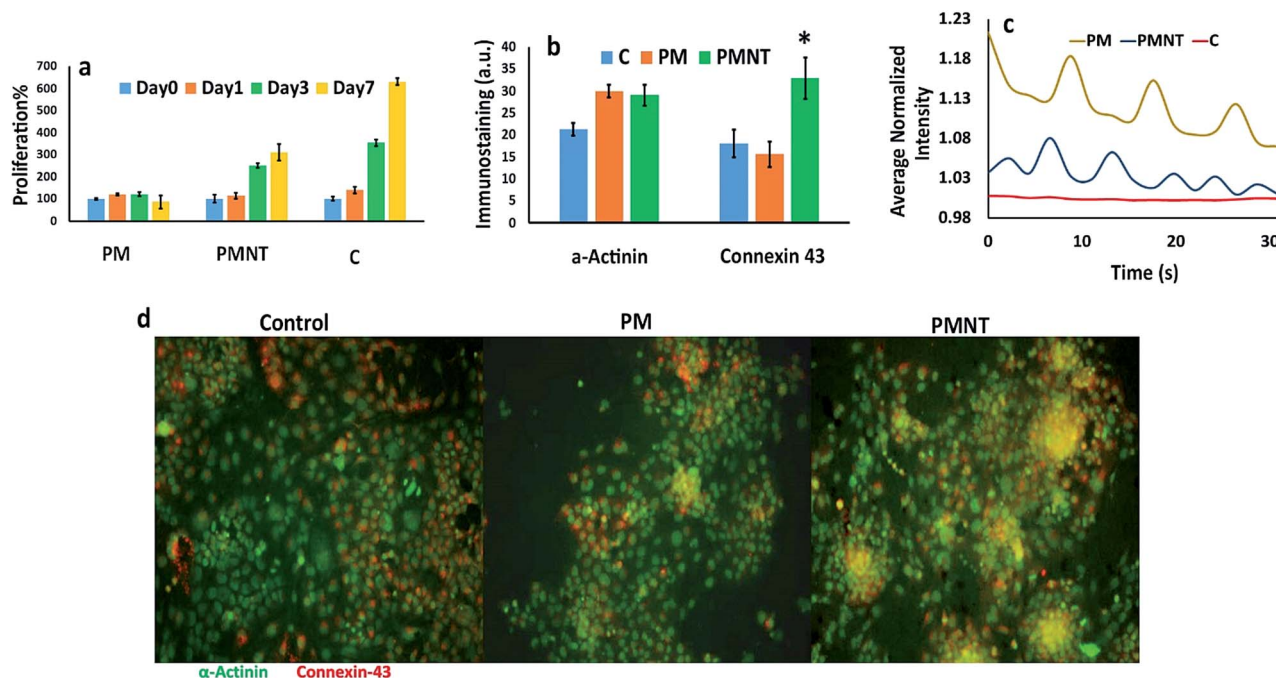 a
Day0 Day1 Day3 Day7
Proliferation%
700
600
500
400
300
200
100
0
PM PMNT C
b
C PM PMNT
*
Immunostaining (a.u.)
40
35
30
25
20
15
10
5
0
a-Actinin Connexin 43
c
PM PMNT C
Average Normalized
Intensity
1.23
1.18
1.13
1.08
1.03
0.98
0 10 20 30
Time (s)
d
Control PM PMNT
α-Actinin Connexin-43